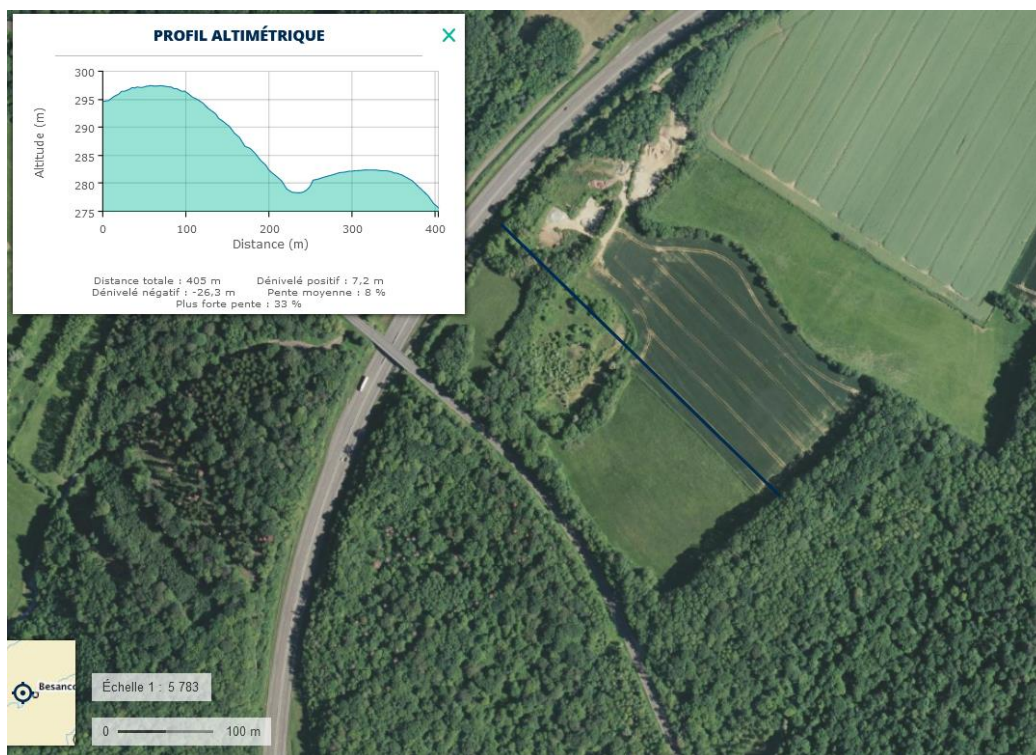 PROFIL ALTIMÉTRIQUE
Altitude (m)
300
295
290
285
280
275
0 100 200 300 400
Distance (m)
Distance totale : 405 m Dénivelé positif : 7,2 m
Dénivelé négatif : -26,3 m Pente moyenne : 8 %
Plus forte pente : 33 %
Besanc
Échelle 1 : 5 783
0 100 m